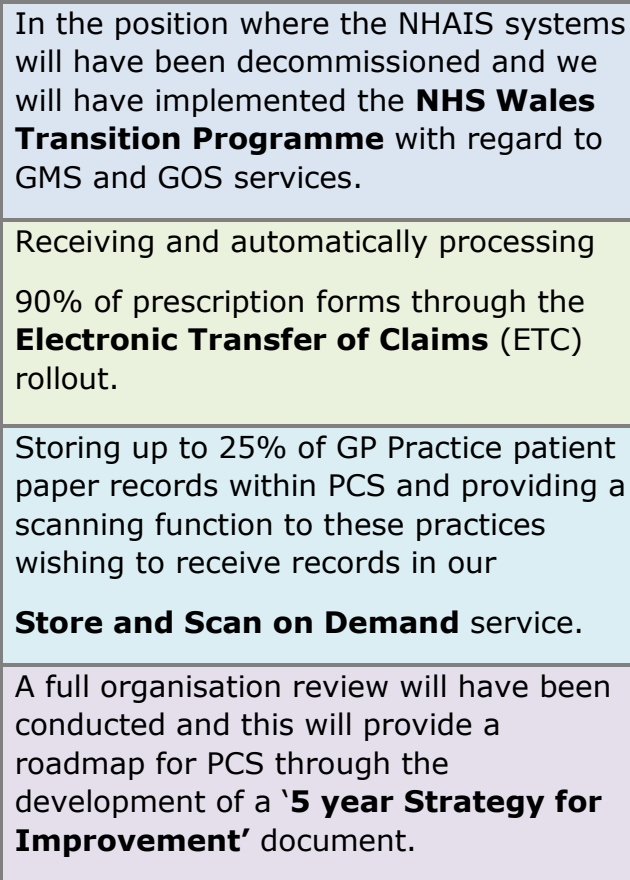 In the position where the NHAIS systems
will have been decommissioned and we
will have implemented the NHS Wales
Transition Programme with regard to
GMS and GOS services.
Receiving and automatically processing
90% of prescription forms through the
Electronic Transfer of Claims (ETC)
rollout.
Storing up to 25% of GP Practice patient
paper records within PCS and providing a
scanning function to these practices
wishing to receive records in our
Store and Scan on Demand service.
A full organisation review will have been
conducted and this will provide a
roadmap for PCS through the
development of a ‘5 year Strategy for
Improvement’ document.